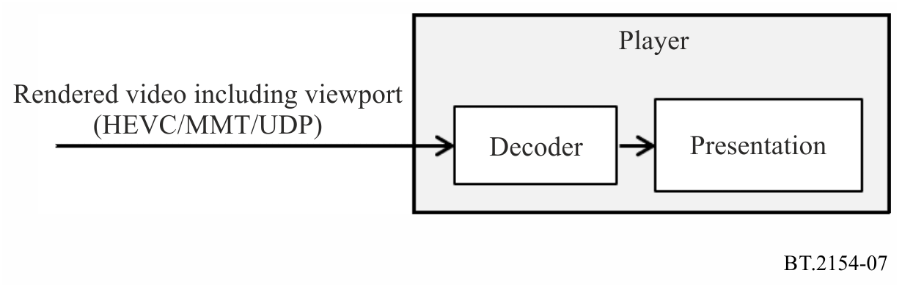 Player
Rendered video including viewport
(HEVC/MMT/UDP)
Decoder
Presentation
BT.2154-07